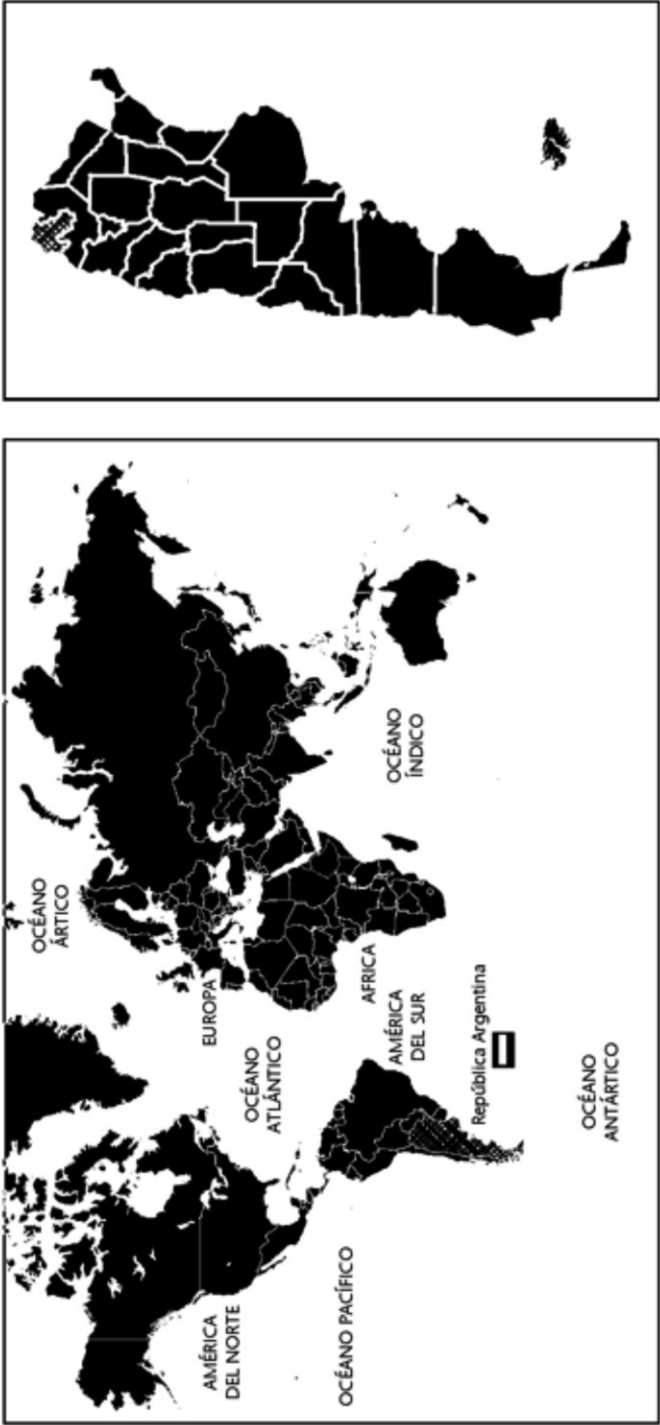 OCÉANO
ÁRTICO
EUROPA
AMÉRICA
DEL NORTE
OCÉANO
ATLÁNTICO
OCÉANO PACÍFICO
AFRICA
AMÉRICA
DEL SUR
OCÉANO
ÍNDICO
República Argentina
OCÉANO
ANTÁRTICO